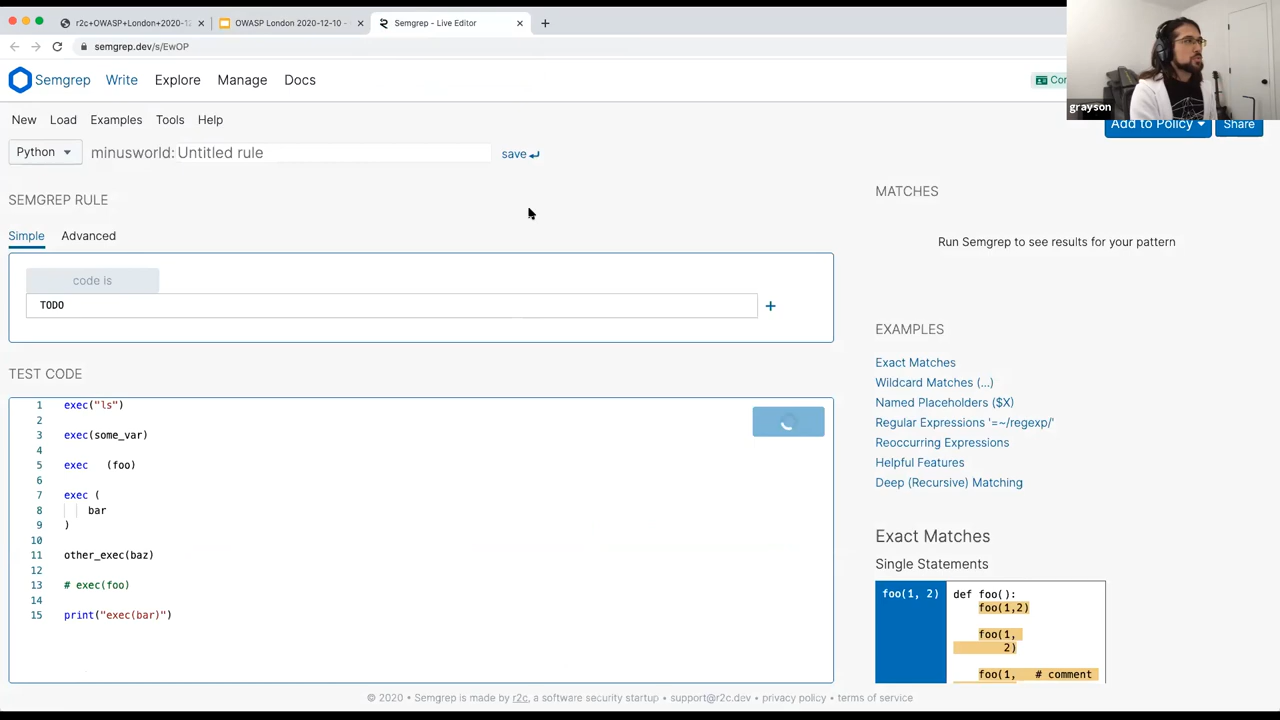 r2c+OWASP+London+2020-12
OWASP London 2020-12-10 -
Semgrep - Live Editor
semgrep.dev/s/EwOP
Semgrep Write Explore Manage Docs
grayson
New Load Examples Tools Help
Add to Policy Share
Python minusworld: Untitled rule save
SEMGREP RULE
Simple Advanced
code is
TODO
TEST CODE
1 exec("ls")
2
3 exec(some_var)
4
5 exec   (foo)
6
7 exec (
8     bar
9 )
10
11 other_exec(baz)
12
13 # exec(foo)
14
15 print("exec(bar)")
MATCHES
Run Semgrep to see results for your pattern
EXAMPLES
Exact Matches
Wildcard Matches (...)
Named Placeholders ($X)
Regular Expressions '=~/regexp/'
Reoccurring Expressions
Helpful Features
Deep (Recursive) Matching
Exact Matches
Single Statements
foo(1, 2) def foo():
foo(1,2)
foo(1,
2)
foo(1,   # comment
© 2020 • Semgrep is made by r2c, a software security startup • support@r2c.dev • privacy policy • terms of service